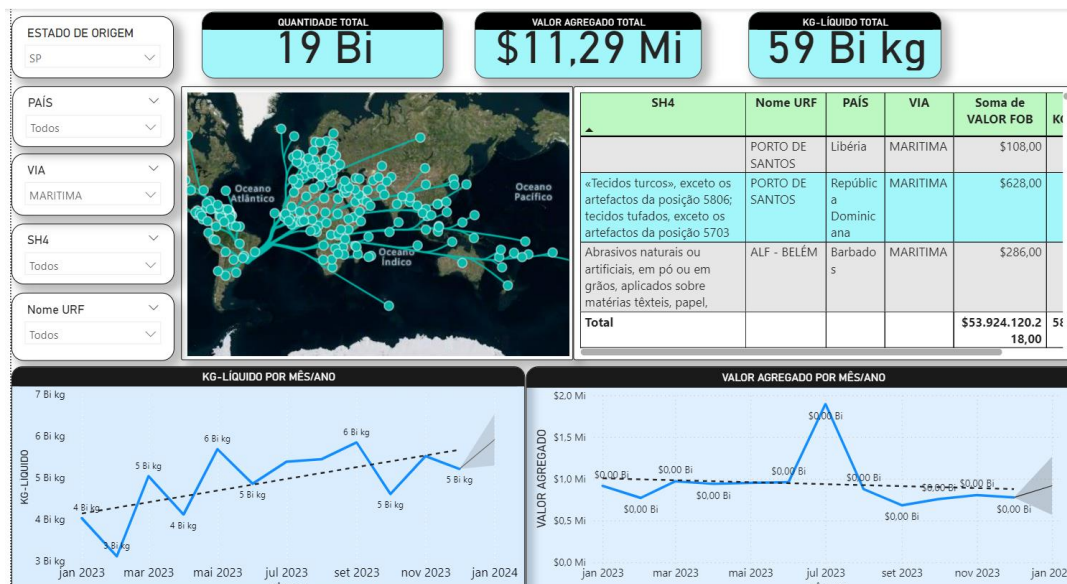 ESTADO DE ORIGEM
SP
PAÍS
Todos
VIA
MARITIMA
SH4
Todos
Nome URF
Todos
QUANTIDADE TOTAL
19 Bi
VALOR AGREGADO TOTAL
$11,29 Mi
KG-LÍQUIDO TOTAL
59 Bi kg
Oceano
Atlântico
Oceano
Índico
Oceano
Pacífico
SH4 Nome URF PAÍS VIA Soma de
VALOR FOB
PORTO DE
SANTOS
Libéria MARITIMA $108,00
«Tecidos turcos», exceto os
artefactos da posição 5806;
tecidos tufados, exceto os
artefactos da posição 5703
PORTO DE
SANTOS
Repúblic
a
Dominic
ana
MARITIMA $628,00
Abrasivos naturais ou
artificiais, em pó ou em
grãos, aplicados sobre
matérias têxteis, papel,
ALF - BELÉM
Barbado
s
MARITIMA $286,00
Total $53.924.120.2
18,00
58
KG-LÍQUIDO POR MÊS/ANO
KG-LIQUIDO
7 Bi kg
6 Bi kg
5 Bi kg
4 Bi kg
3 Bi kg
4 Bi kg
3 Bi kg
5 Bi kg
4 Bi kg
6 Bi kg
5 Bi kg
6 Bi kg
5 Bi kg
5 Bi kg
jan 2023 mar 2023 mai 2023 jul 2023 set 2023 nov 2023 jan 2024
VALOR AGREGADO POR MÊS/ANO
VALOR AGREGADO
$2.0 Mi
$1.5 Mi
$1.0 Mi
$0.5 Mi
$0.0 Mi
$0,00 Bi
$0,00 Bi
$0,00 Bi
$0,00 Bi
$0,00 Bi
$0,00 Bi
$0,00 Bi
$0,00 Bi
$0,00 Bi
$0,00 Bi
$0,00 Bi
jan 2023 mar 2023 mai 2023 jul 2023 set 2023 nov 2023 jan 202